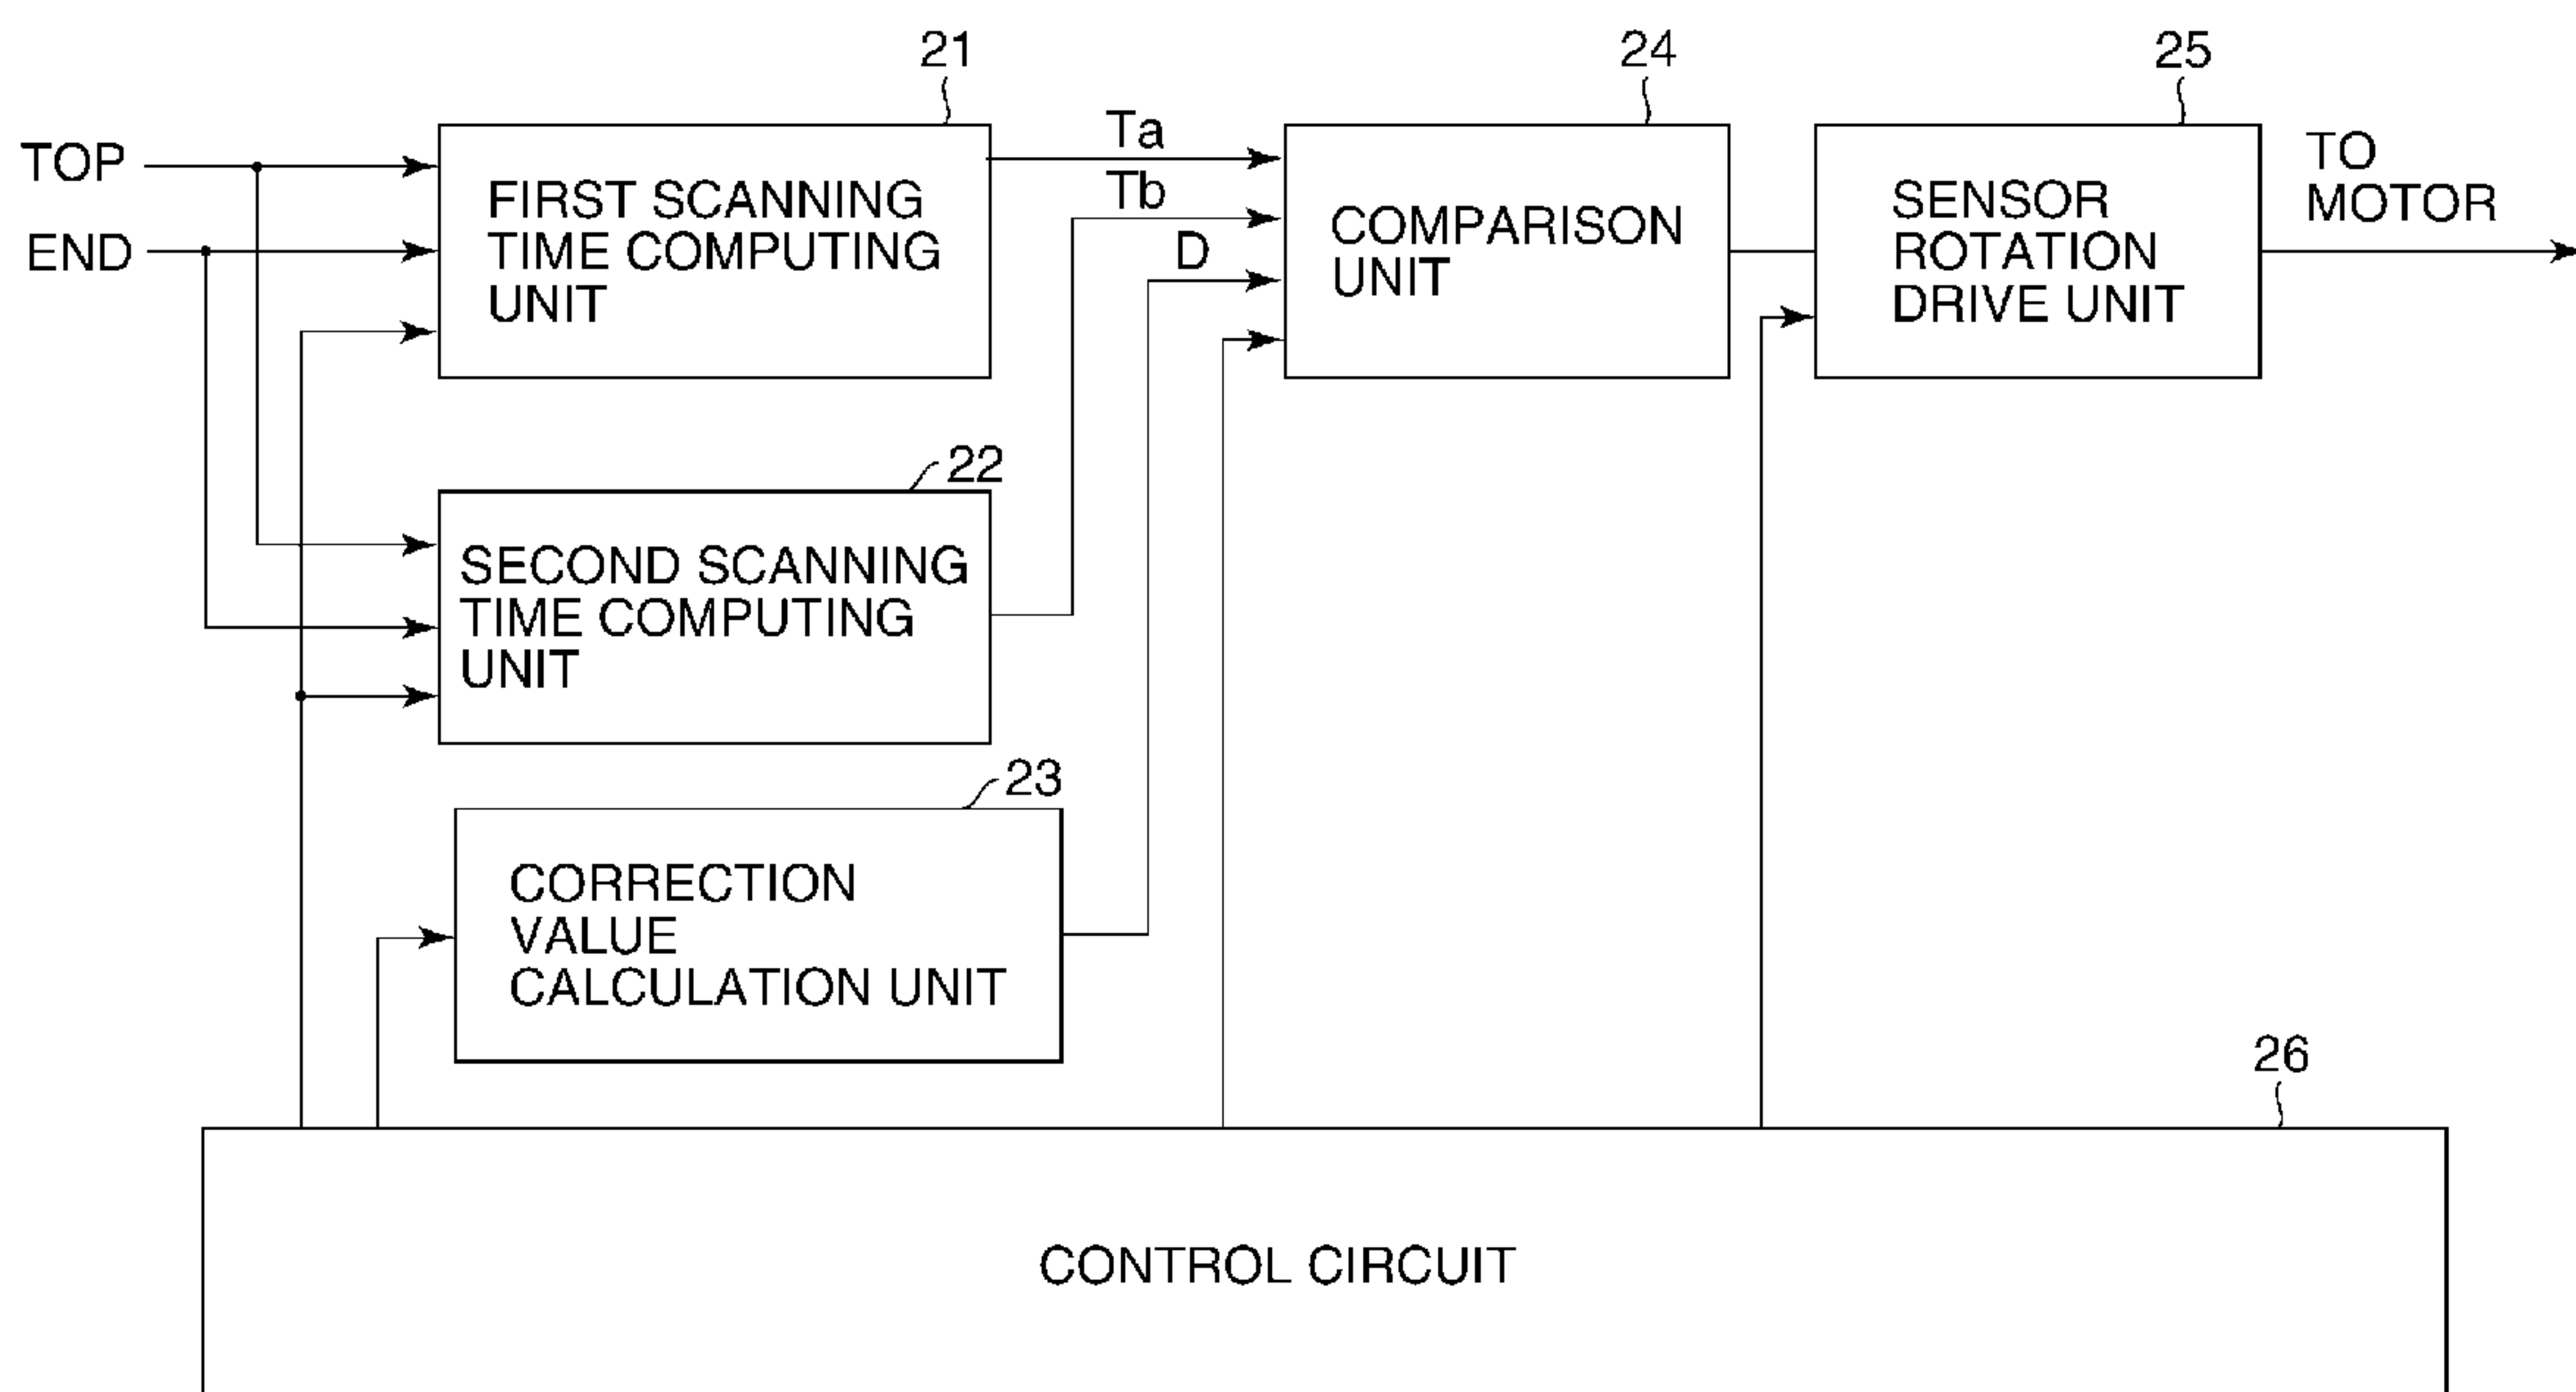 21
24
25
TOP
END
FIRST SCANNING
TIME COMPUTING
UNIT
Ta
Tb
D
COMPARISON
UNIT
SENSOR
ROTATION
DRIVE UNIT
TO
MOTOR
22
SECOND SCANNING
TIME COMPUTING
UNIT
23
CORRECTION
VALUE
CALCULATION UNIT
26
CONTROL CIRCUIT